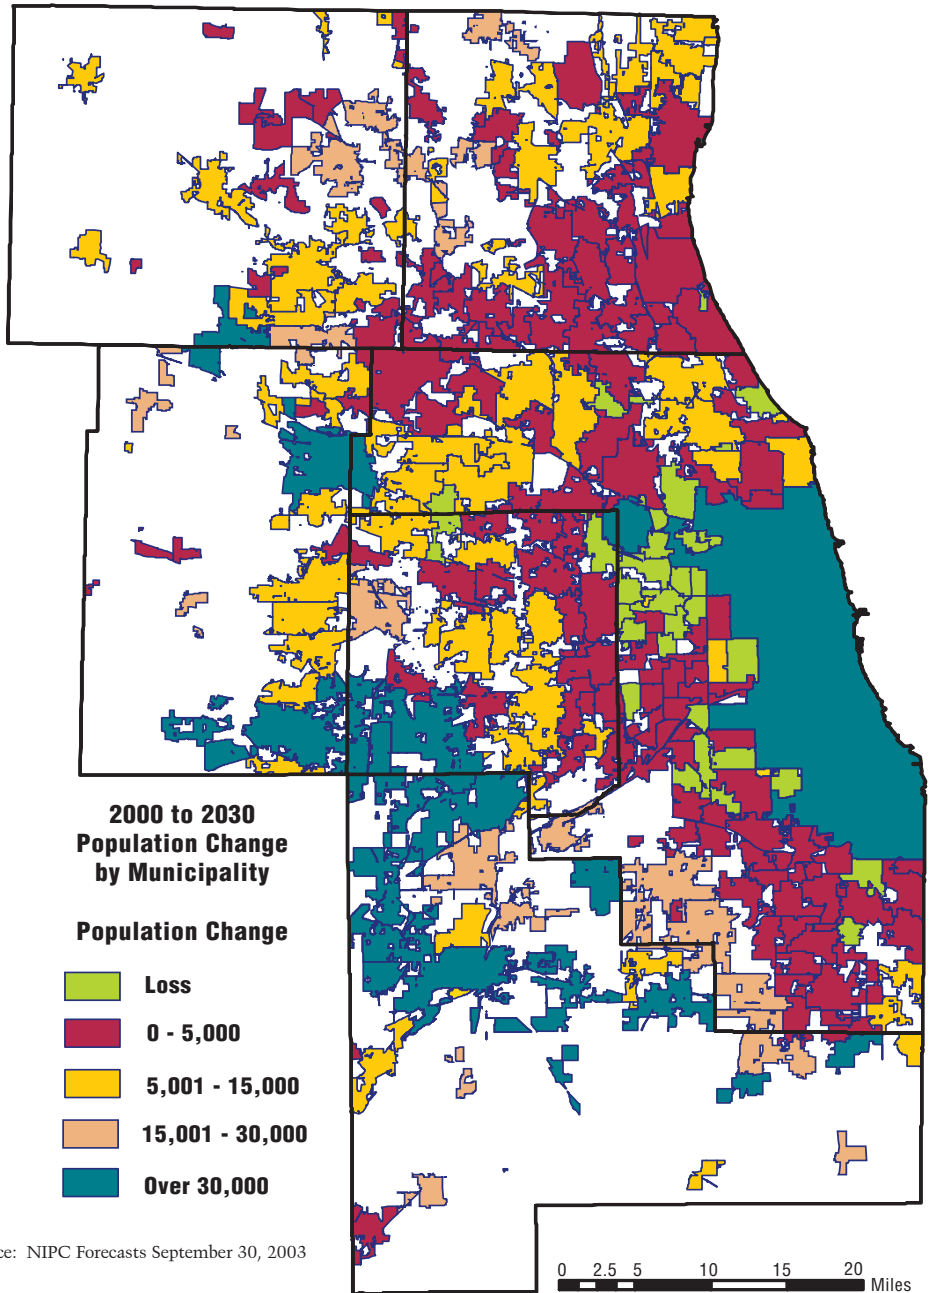 2000 to 2030
Population Change
by Municipality
Population Change
Loss
0 - 5,000
5,001 - 15,000
15,001 - 30,000
Over 30,000
ce: NIPC Forecasts September 30, 2003
0 2.5 5 10 15 20 Miles